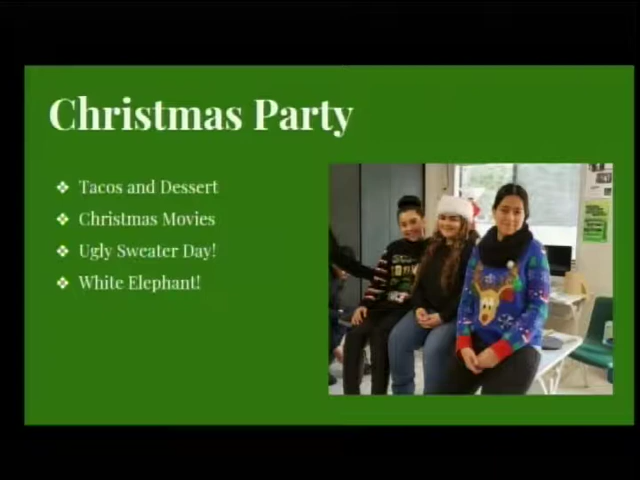 Christmas Party
❖ Tacos and Dessert
❖ Christmas Movies
❖ Ugly Sweater Day!
❖ White Elephant!